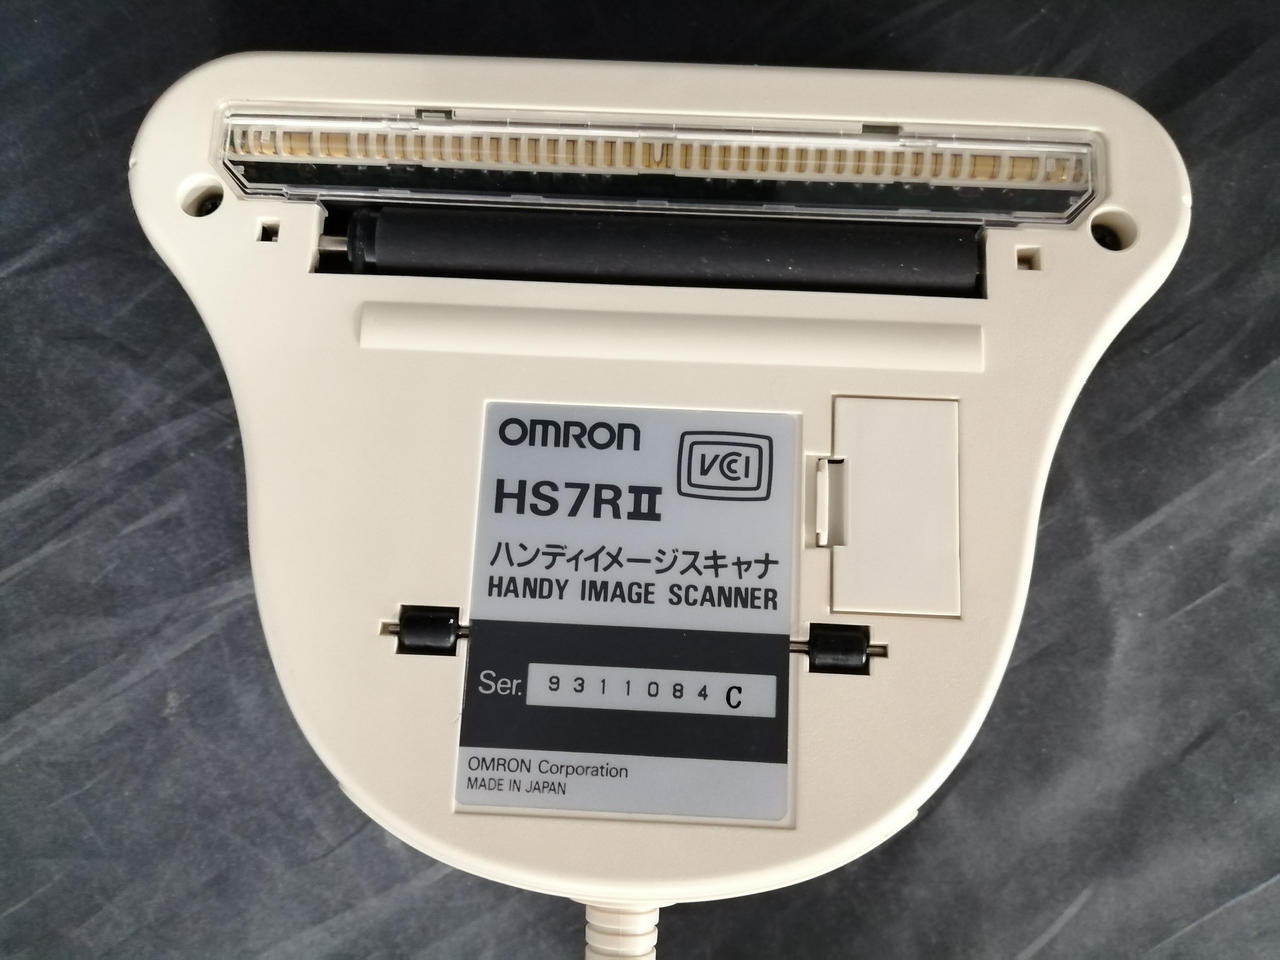 OMRON
VCCI
HS7RII
ハンディイメージスキャナ
HANDY IMAGE SCANNER
Ser. 9311084 C
OMRON Corporation
MADE IN JAPAN